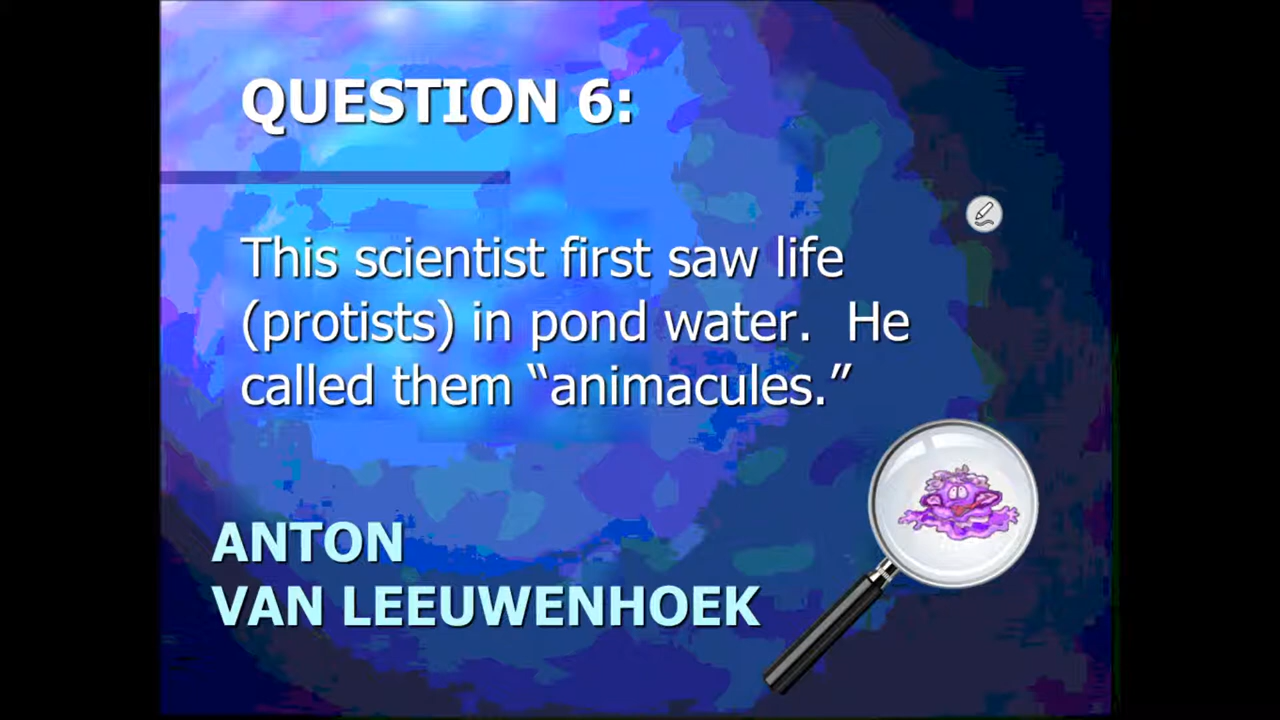 QUESTION 6:
This scientist first saw life
(protists) in pond water.  He
called them “animacules.”
ANTON
VAN LEEUWENHOEK